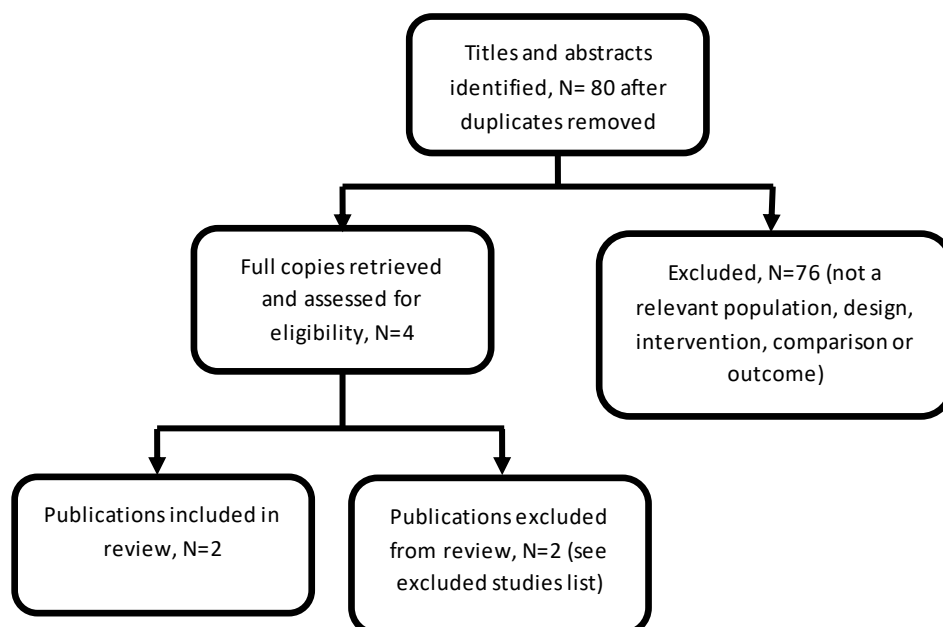 Titles and abstracts
identified, N= 80 after
duplicates removed
Full copies retrieved
and assessed for
eligibility, N=4
Excluded, N=76 (not a
relevant population, design,
intervention, comparison or
outcome)
Publications included in
review, N=2
Publications excluded
from review, N=2 (see
excluded studies list)